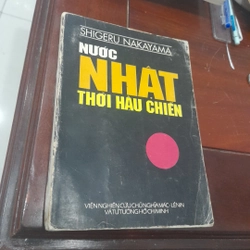 SHIGERU NAKAYAMA
NƯỚC
NHẬT
THỜI HẬU CHIẾN
VIỆN NGHIÊN CỨU CHỦ NGHĨA MÁC-LÊNIN
VÀ TƯ TƯỞNG HỒ CHÍ MINH